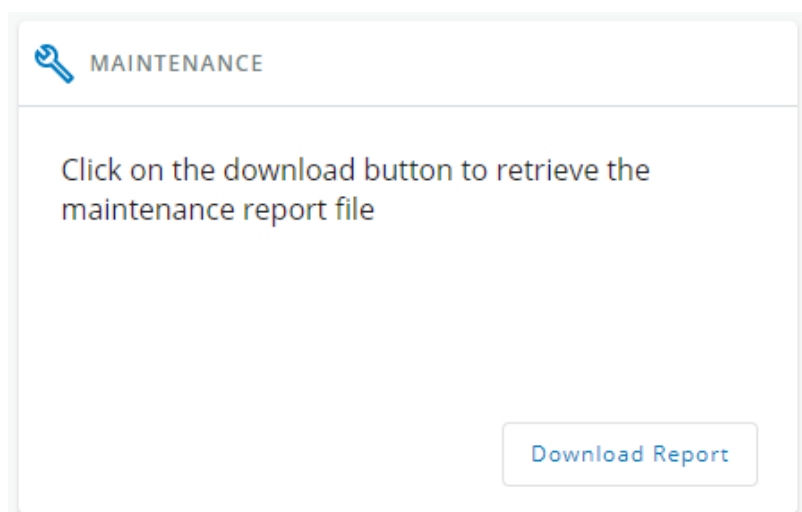 MAINTENANCE
Click on the download button to retrieve the
maintenance report file
Download Report